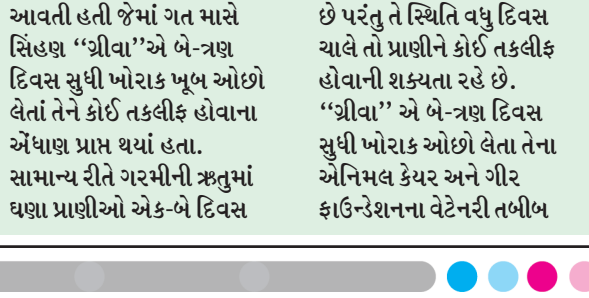 આવતી હતી જેમાં ગત માસે
સિંહણ ‘‘ગ્રીવા’’એ બે-ત્રણ
દિવસ સુધી ખોરાક ખૂબ ઓછો
લેતાં તેને કોઈ તકલીફ હોવાના
એંધાણ પ્રાપ્ત થયાં હતા.
સામાન્ય રીતે ગરમીની ઋતુમાં
ઘણા પ્રાણીઓ એક-બે દિવસ
છે પરંતુ તે સ્થિતિ વધુ દિવસ
ચાલે તો પ્રાણીને કોઈ તકલીફ
હોવાની શક્યતા રહે છે.
‘‘ગ્રીવા’’ એ બે-ત્રણ દિવસ
સુધી ખોરાક ઓછો લેતા તેના
એનિમલ કેયર અને ગીર
ફાઉન્ડેશનના વેટેનરી તબીબ